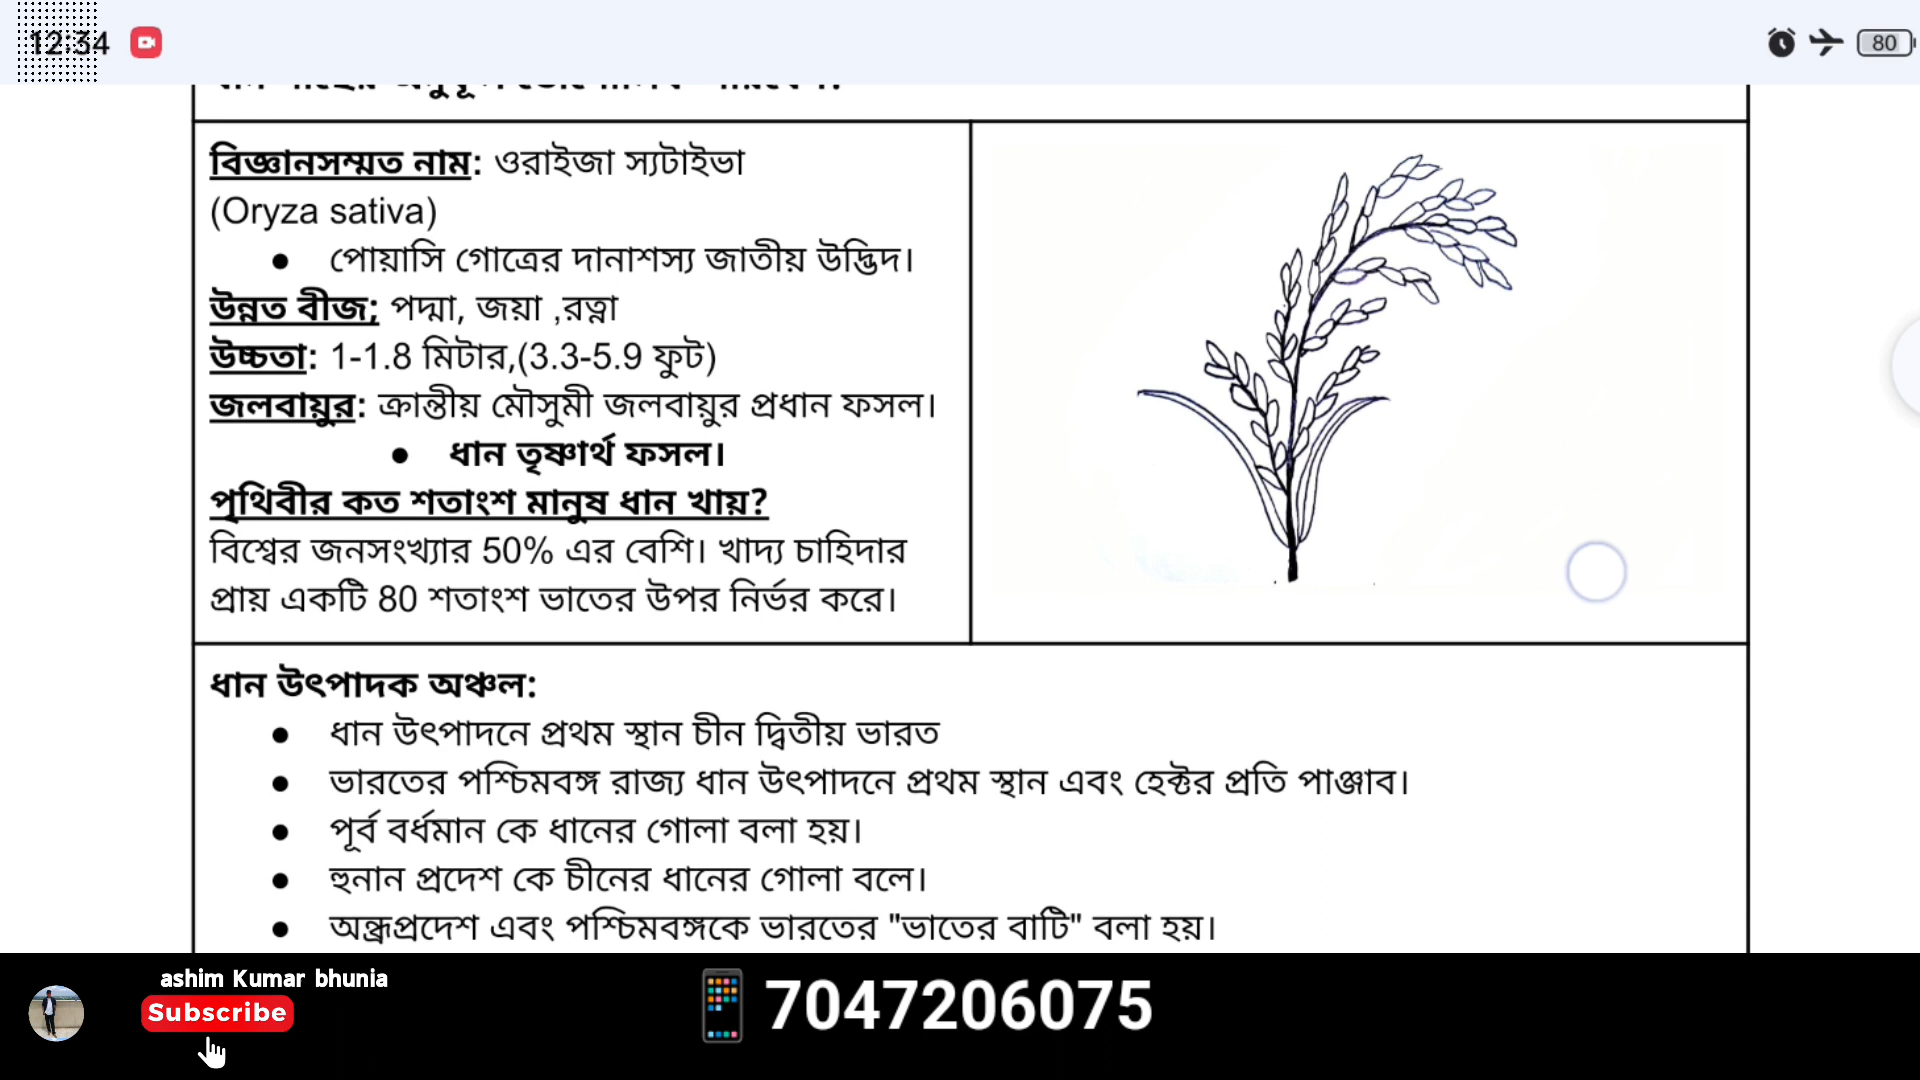 12:34
80
বিজ্ঞানসম্মত নাম: ওরাইজা স্যটাইভা
(Oryza sativa)
● পোয়াসি গোত্রের দানাশস্য জাতীয় উদ্ভিদ।
উন্নত বীজ; পদ্মা, জয়া ,রত্না
উচ্চতা: 1-1.8 মিটার,(3.3-5.9 ফুট)
জলবায়ুর: ক্রান্তীয় মৌসুমী জলবায়ুর প্রধান ফসল।
● ধান তৃষ্ণার্থ ফসল।
পৃথিবীর কত শতাংশ মানুষ ধান খায়?
বিশ্বের জনসংখ্যার 50% এর বেশি। খাদ্য চাহিদার
প্রায় একটি 80 শতাংশ ভাতের উপর নির্ভর করে।
ধান উৎপাদক অঞ্চল:
● ধান উৎপাদনে প্রথম স্থান চীন দ্বিতীয় ভারত
● ভারতের পশ্চিমবঙ্গ রাজ্য ধান উৎপাদনে প্রথম স্থান এবং হেক্টর প্রতি পাঞ্জাব।
● পূর্ব বর্ধমান কে ধানের গোলা বলা হয়।
● হুনান প্রদেশ কে চীনের ধানের গোলা বলে।
● অন্ধ্রপ্রদেশ এবং পশ্চিমবঙ্গকে ভারতের "ভাতের বাটি" বলা হয়।
ashim Kumar bhunia
Subscribe
7047206075